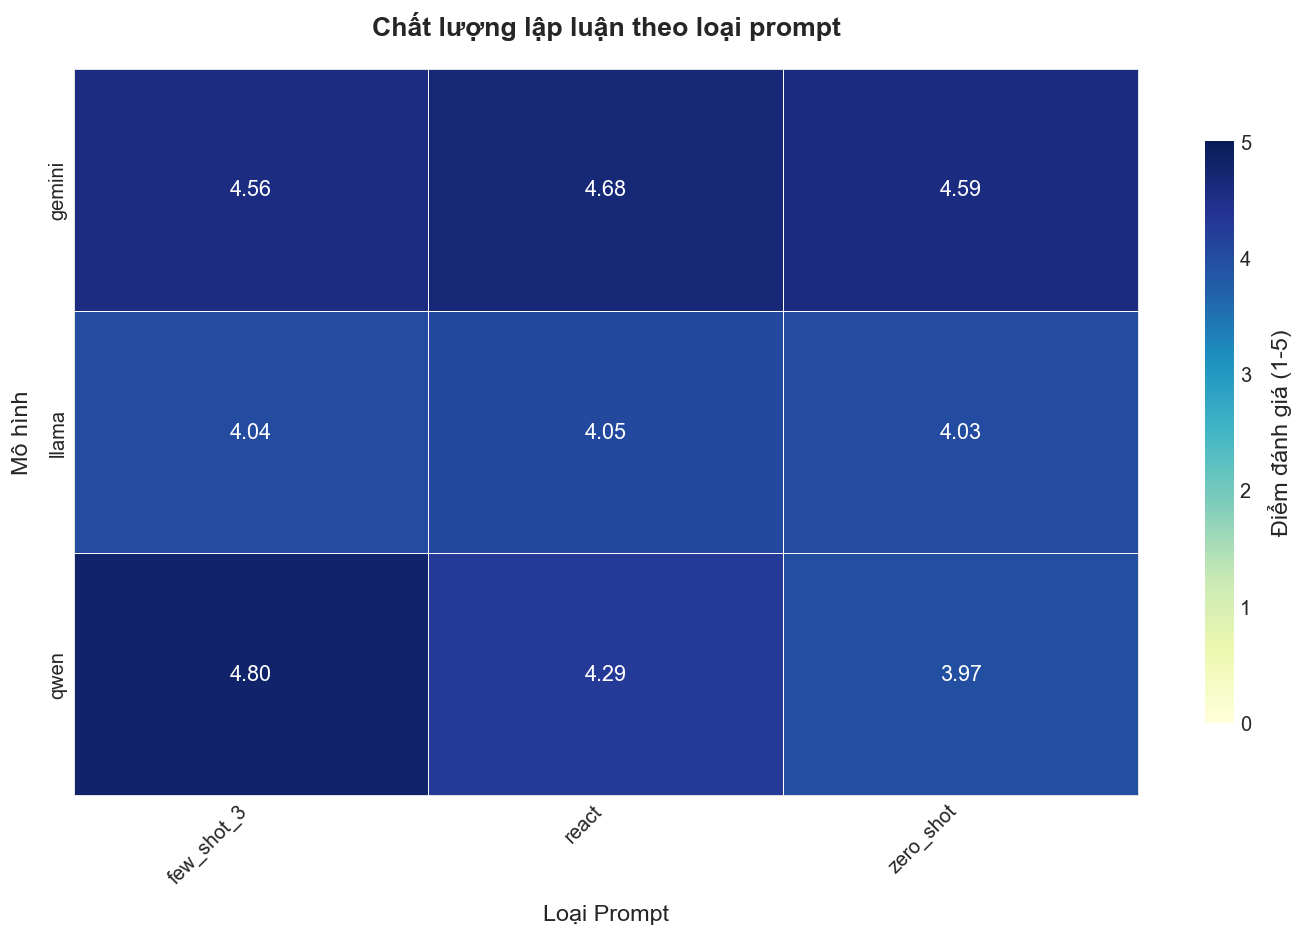 Chất lượng lập luận theo loại prompt
Mô hình
gemini
4.56
4.68
4.59
llama
4.04
4.05
4.03
qwen
4.80
4.29
3.97
few_shot_3
react
zero_shot
Loại Prompt
5
4
3
2
1
0
Điểm đánh giá (1-5)